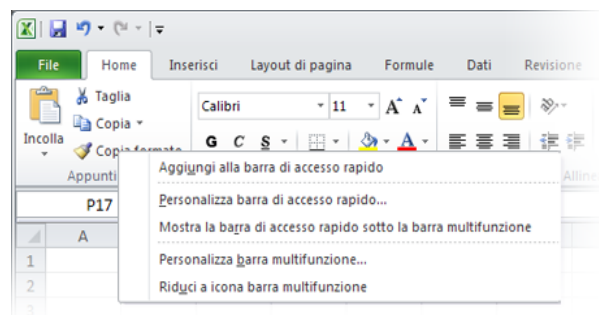 File Home Inserisci Layout di pagina Formule Dati Revisione
Taglia
Calibri 11 A A
Copia
Incolla
Copia formato G C S A
Appunti Alline
Aggiungi alla barra di accesso rapido
P17
Personalizza barra di accesso rapido...
Mostra la barra di accesso rapido sotto la barra multifunzione
A
1
Personalizza barra multifunzione...
2
Riduci a icona barra multifunzione
3